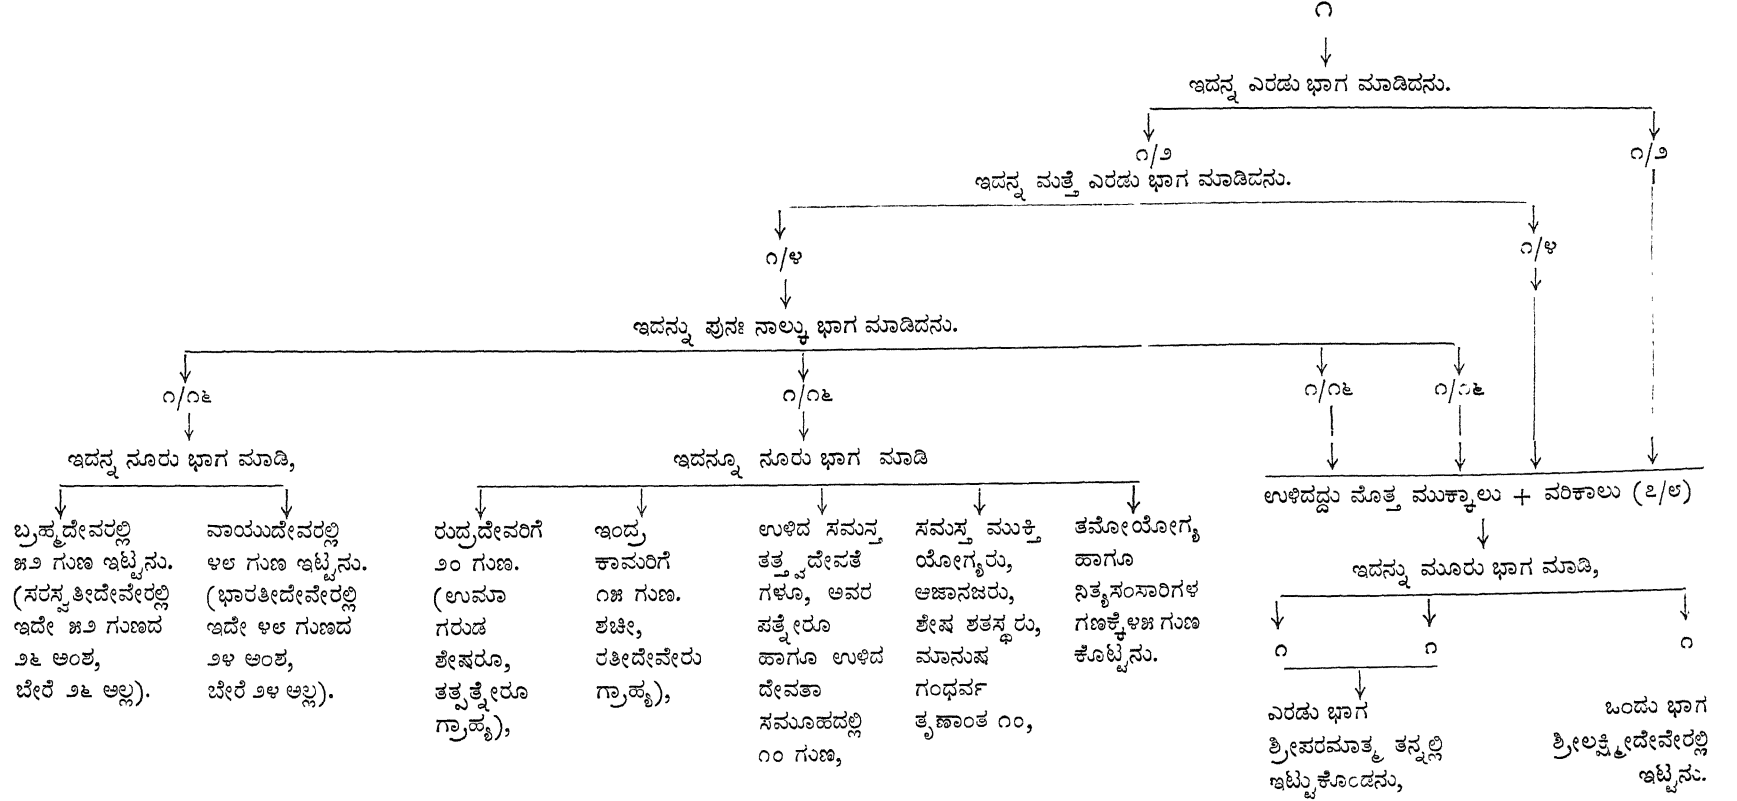 ೧
ಇದನ್ನ ಎರಡು ಭಾಗ ಮಾಡಿದನು.
೧/೨
೧/೨
ಇದನ್ನ ಮತ್ತೆ ಎರಡು ಭಾಗ ಮಾಡಿದನು.
೧/೪
೧/೪
ಇದನ್ನು ಪುನಃ ನಾಲ್ಕು ಭಾಗ ಮಾಡಿದನು.
೧/೧೬
೧/೧೬
೧/೧೬
೧/೧೬
ಇದನ್ನ ನೂರು ಭಾಗ ಮಾಡಿ,
ಬ್ರಹ್ಮದೇವರಲ್ಲಿ
೫೨ ಗುಣ ಇಟ್ಟನು.
(ಸರಸ್ವತೀದೇವೇರಲ್ಲಿ
ಇದೇ ೫೨ ಗುಣದ
೨೬ ಅಂಶ,
ಬೇರೆ ೨೬ ಅಲ್ಲ).
ವಾಯುದೇವರಲ್ಲಿ
೪೮ ಗುಣ ಇಟ್ಟನು.
(ಭಾರತೀದೇವೇರಲ್ಲಿ
ಇದೇ ೪೮ ಗುಣದ
೨೪ ಅಂಶ,
ಬೇರೆ ೨೪ ಅಲ್ಲ).
ಇದನ್ನೂ ನೂರು ಭಾಗ ಮಾಡಿ
ರುದ್ರದೇವರಿಗೆ
೨೦ ಗುಣ.
(ಉಮಾ
ಗರುಡ
ಶೇಷರೂ,
ತತ್ಪತ್ನೇರೂ
ಗ್ರಾಹ್ಯ),
ಇಂದ್ರ
ಕಾಮರಿಗೆ
೧೫ ಗುಣ.
ಶಚೀ,
ರತೀದೇವೇರು
ಗ್ರಾಹ್ಯ),
ಉಳಿದ ಸಮಸ್ತ
ತತ್ತ್ವದೇವತೆ
ಗಳೂ, ಅವರ
ಪತ್ನೇರೂ
ಹಾಗೂ ಉಳಿದ
ದೇವತಾ
ಸಮೂಹದಲ್ಲಿ
೧೦ ಗುಣ,
ಸಮಸ್ತ ಮುಕ್ತಿ
ಯೋಗ್ಯರು,
ಆಜಾನಜರು,
ಶೇಷ ಶತಸ್ಥರು,
ಮಾನುಷ
ಗಂಧರ್ವ
ತೃಣಾಂತ ೧೦,
ತಮೋಯೋಗ್ಯ
ಹಾಗೂ
ನಿತ್ಯಸಂಸಾರಿಗಳ
ಗಣಕ್ಕೆ ೪೫ ಗುಣ
ಕೊಟ್ಟನು.
ಉಳಿದದ್ದು ಮೊತ್ತ ಮುಕ್ಕಾಲು + ವರಿಕಾಲು (೭/೮)
ಇದನ್ನು ಮೂರು ಭಾಗ ಮಾಡಿ,
೧
೧
೧
ಎರಡು ಭಾಗ
ಶ್ರೀಪರಮಾತ್ಮ ತನ್ನಲ್ಲಿ
ಇಟ್ಟುಕೊಂಡನು,
ಒಂದು ಭಾಗ
ಶ್ರೀಲಕ್ಷ್ಮೀದೇವೇರಲ್ಲಿ
ಇಟ್ಟನು.